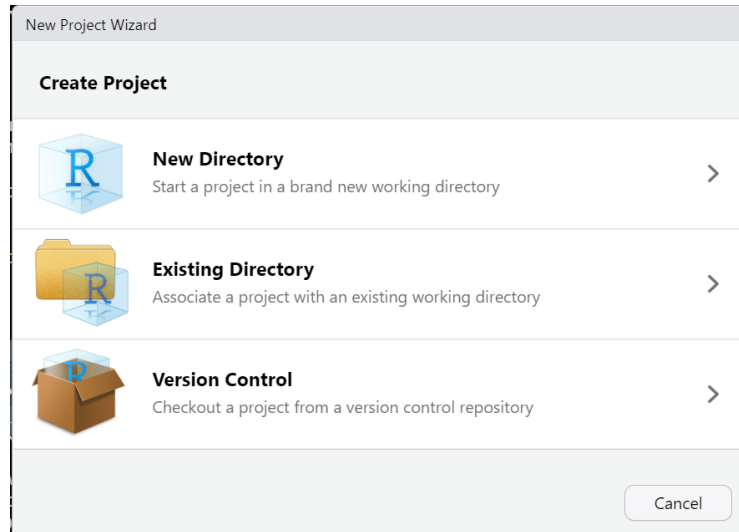 New Project Wizard
Create Project
R
New Directory
Start a project in a brand new working directory
R
Existing Directory
Associate a project with an existing working directory
R
Version Control
Checkout a project from a version control repository
Cancel